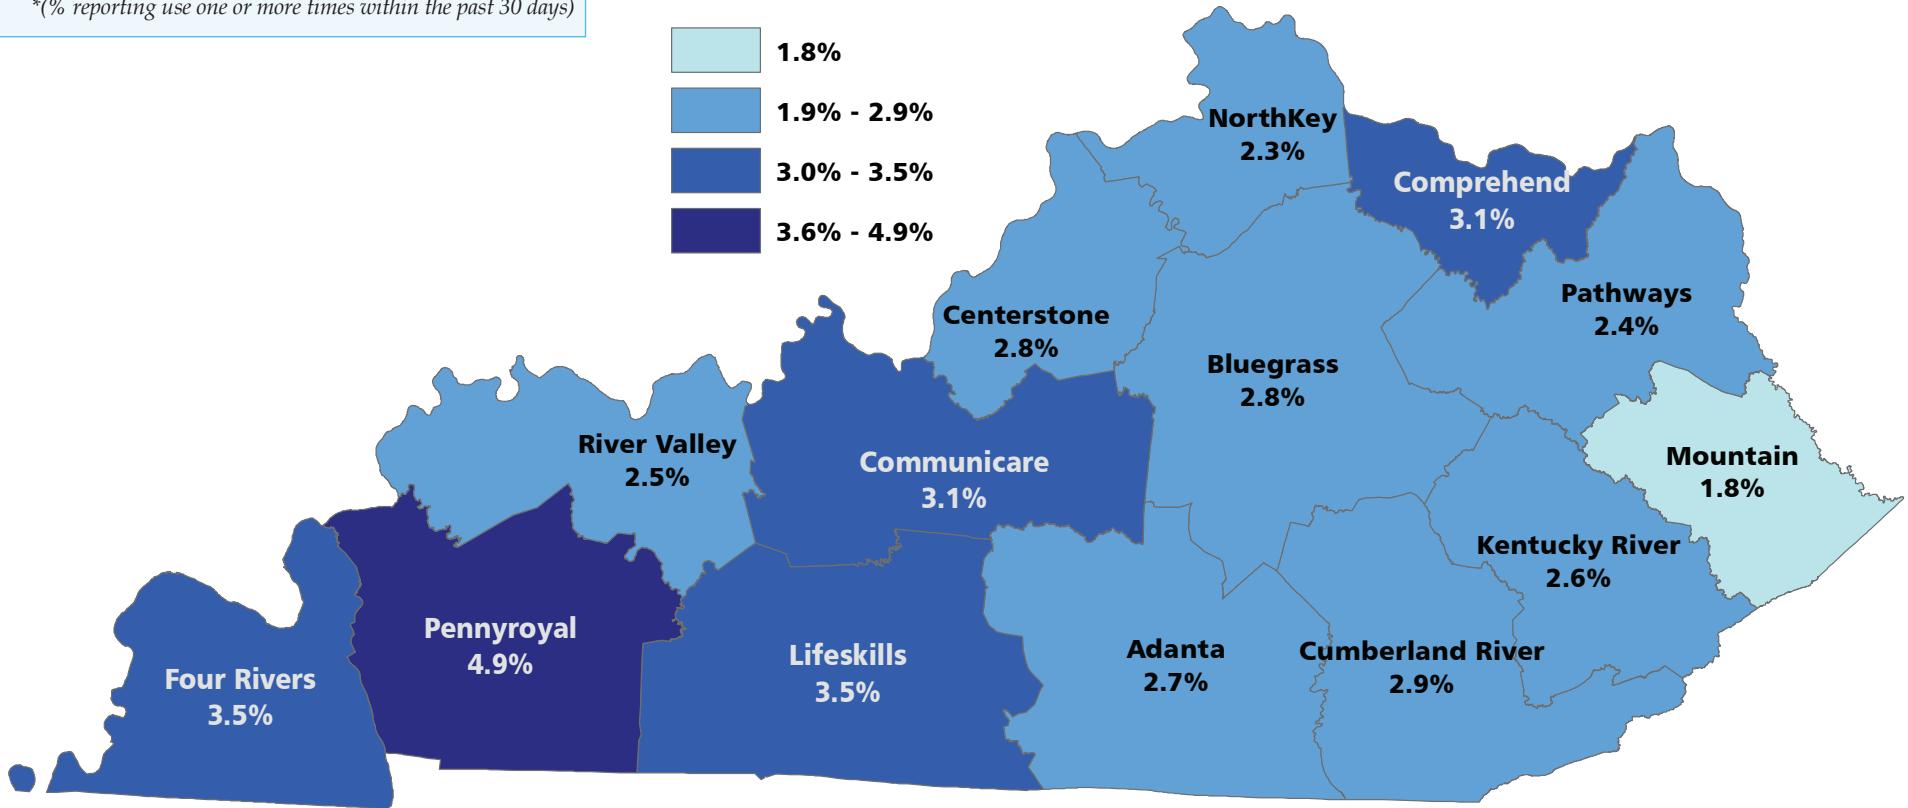 *(% reporting use one or more times within the past 30 days)
1.8%
1.9% - 2.9%
3.0% - 3.5%
3.6% - 4.9%
NorthKey
2.3%
Comprehend
3.1%
Pathways
2.4%
Centerstone
2.8%
Bluegrass
2.8%
River Valley
2.5%
Communicare
3.1%
Mountain
1.8%
Kentucky River
2.6%
Pennyroyal
4.9%
Four Rivers
3.5%
Lifeskills
3.5%
Adanta
2.7%
Cumberland River
2.9%